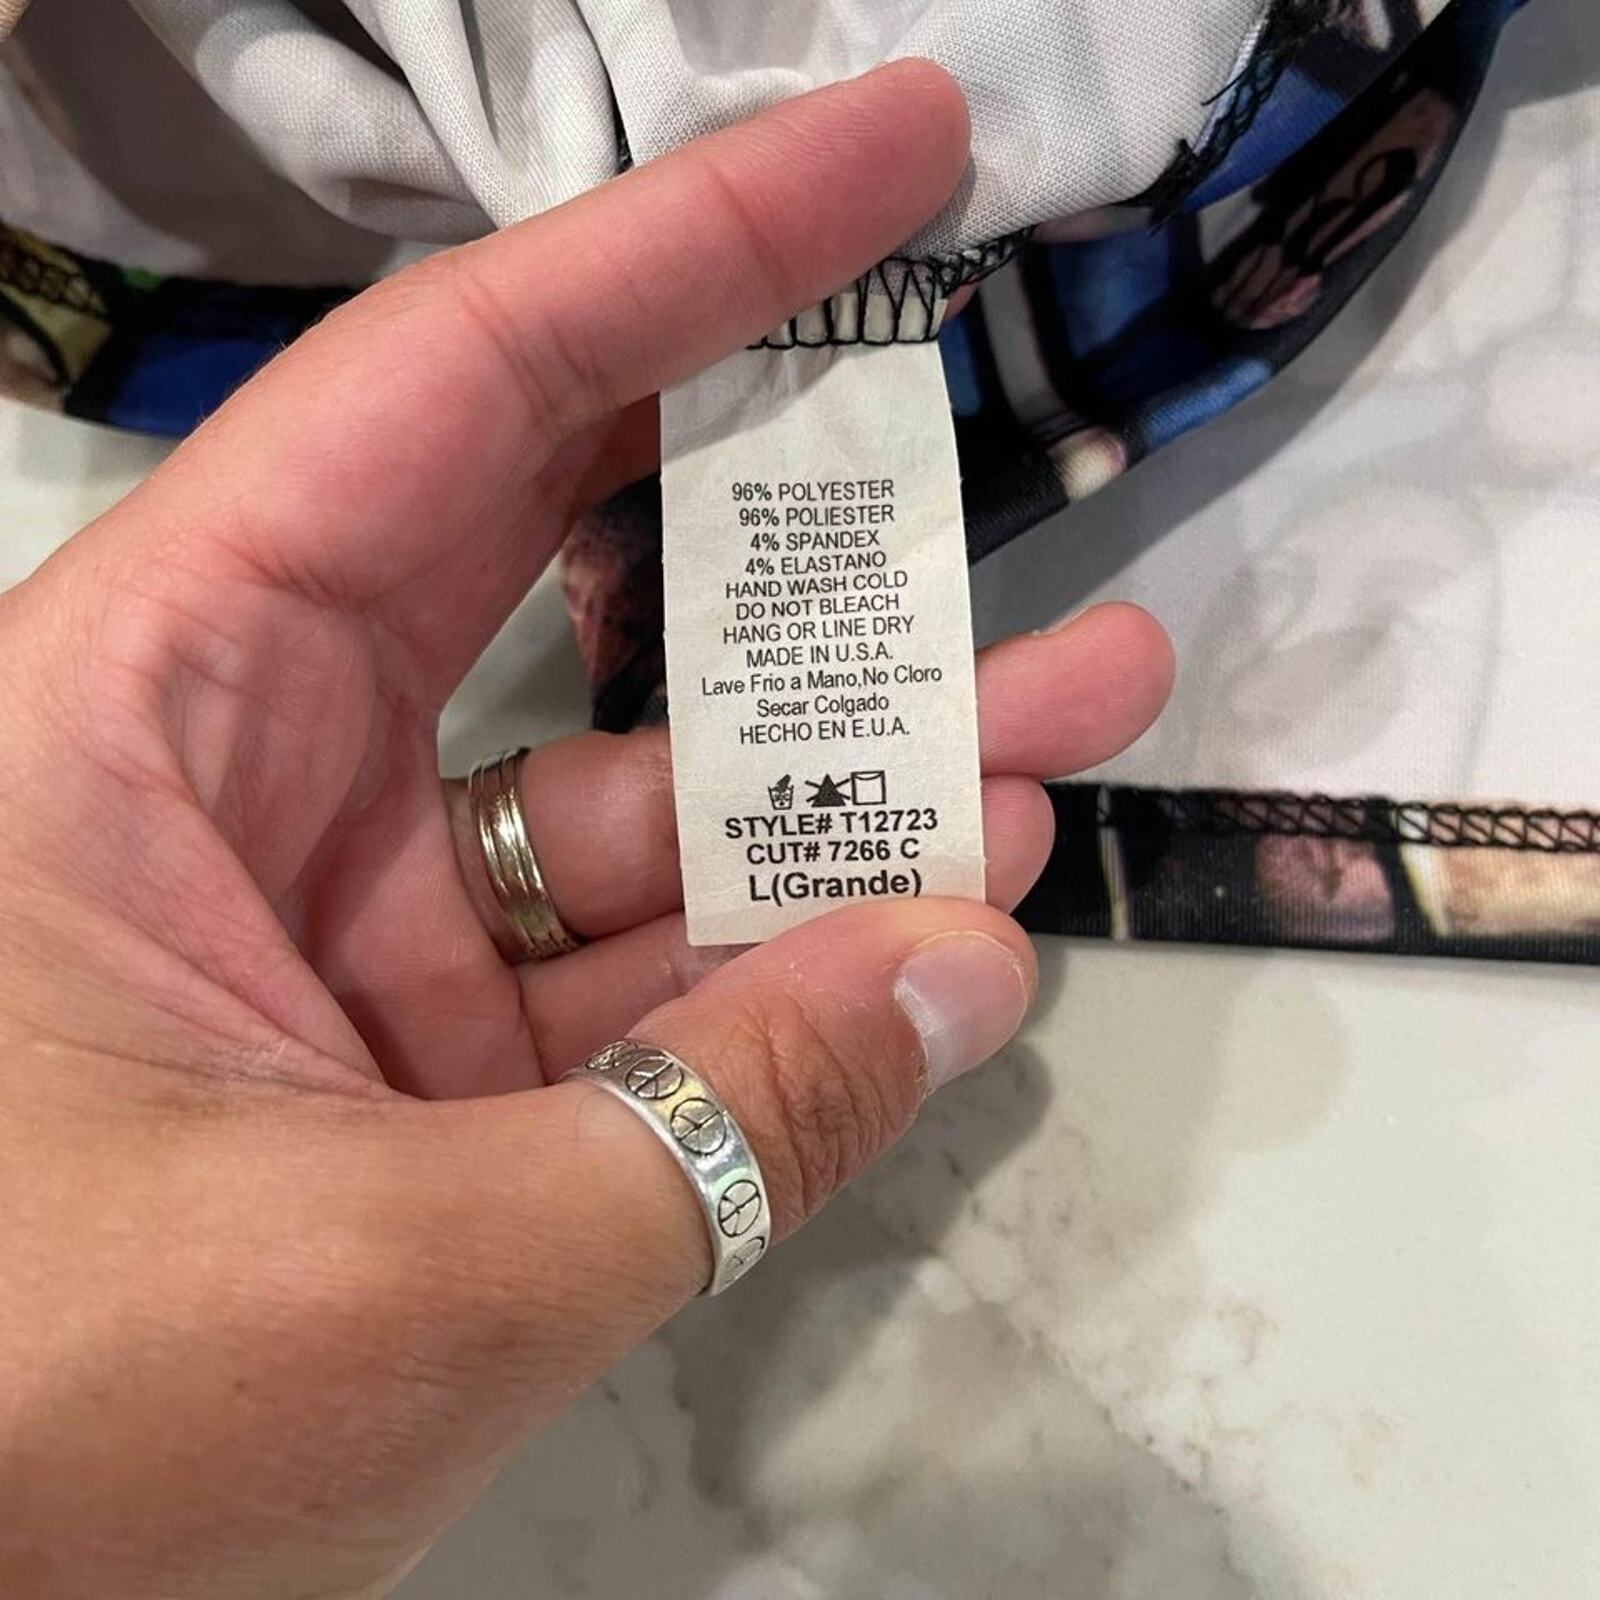 96% POLYESTER
96% POLIESTER
4% SPANDEX
4% ELASTANO
HAND WASH COLD
DO NOT BLEACH
HANG OR LINE DRY
MADE IN U.S.A.
Lave Frio a Mano,No Cloro
Secar Colgado
HECHO EN E.U.A.
STYLE# T12723
CUT# 7266 C
L(Grande)